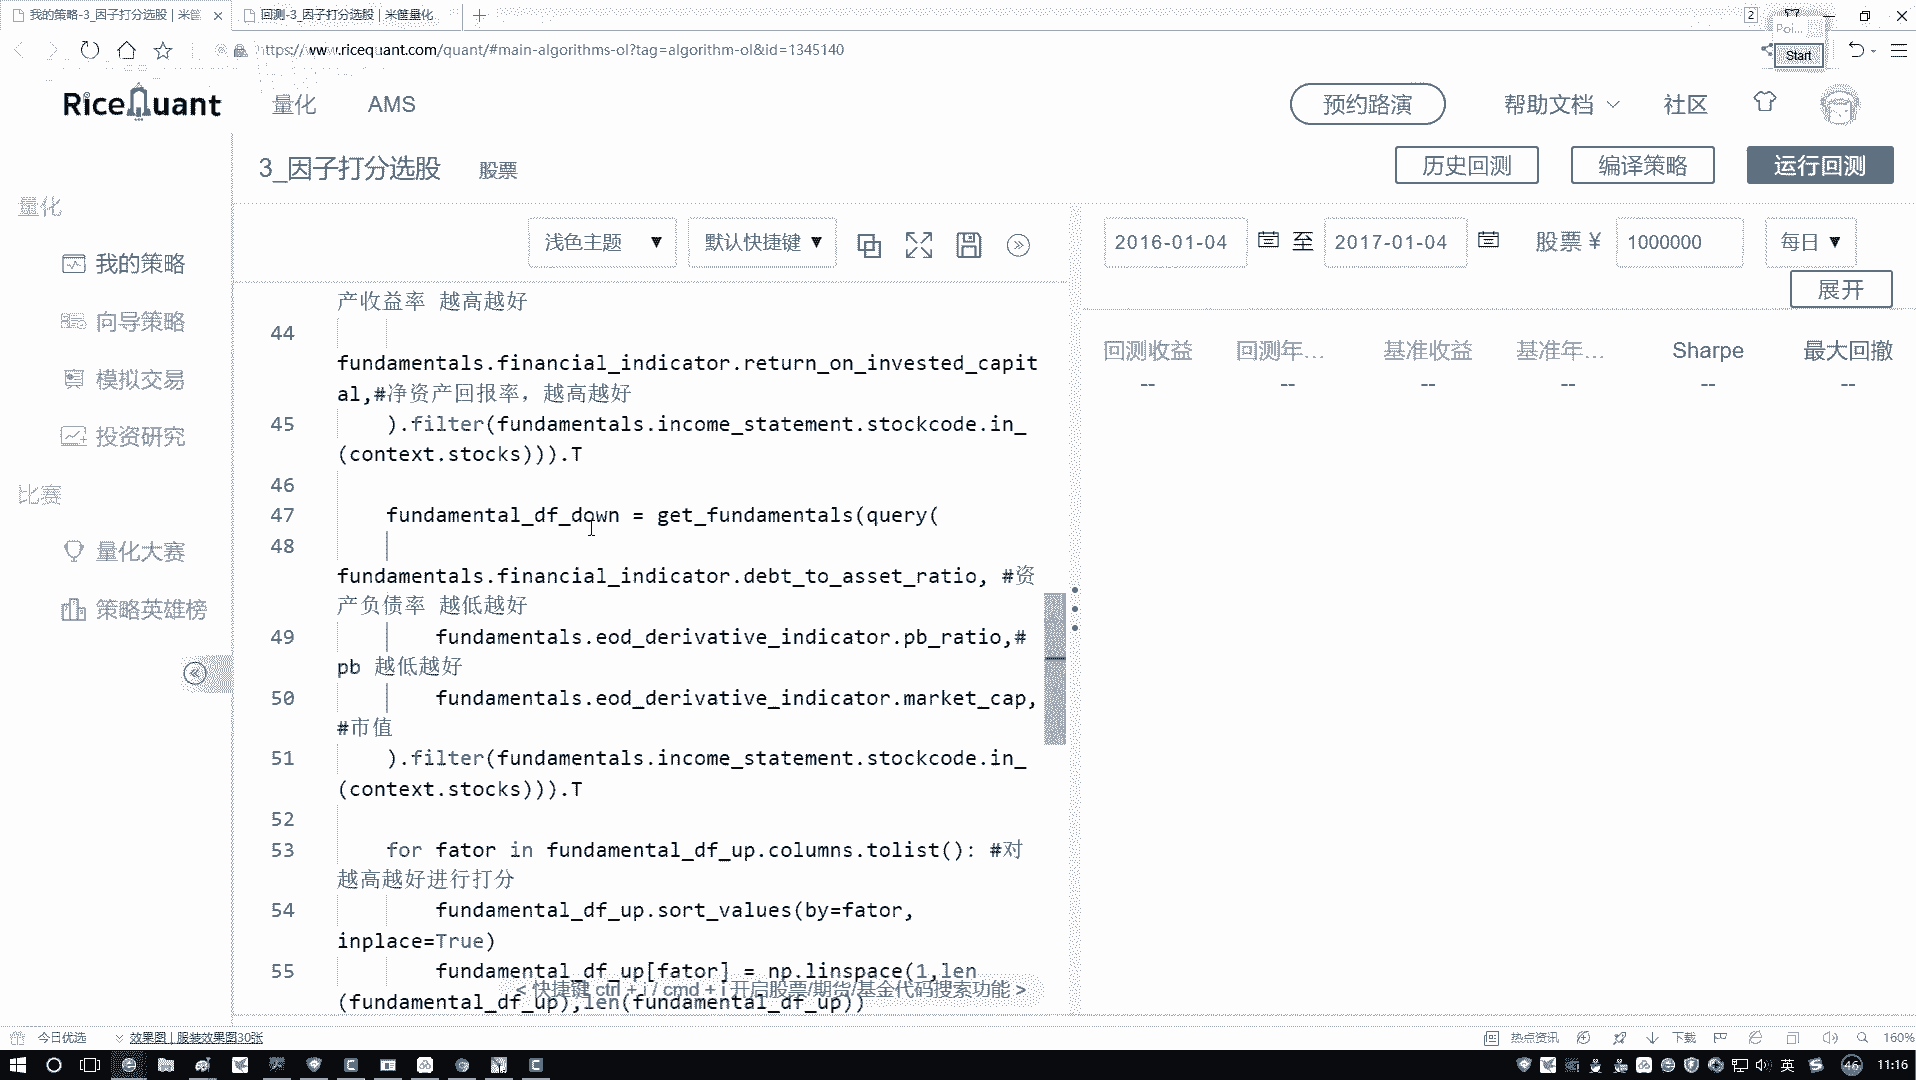 我的策略-3_因子打分选股 | 米筐
回测-3_因子打分选股 | 米筐量化
2
https://www.ricequant.com/quant/#main-algorithms-ol?tag=algorithm-ol&id=1345140
Poi...
Start
RiceQuant
量化
AMS
预约路演
帮助文档
社区
3_因子打分选股
股票
历史回测
编译策略
运行回测
量化
我的策略
向导策略
模拟交易
投资研究
比赛
量化大赛
策略英雄榜
浅色主题 ▼
默认快捷键 ▼
2016-01-04
至
2017-01-04
股票 ¥
1000000
每日 ▼
展开
回测收益
回测年...
基准收益
基准年...
Sharpe
最大回撤
-- -- -- -- -- --
产收益率 越高越好
44
fundamentals.financial_indicator.return_on_invested_capit
al,#净资产回报率，越高越好
45 ).filter(fundamentals.income_statement.stockcode.in_
(context.stocks))).T
46
47 fundamental_df_down = get_fundamentals(query(
48
fundamentals.financial_indicator.debt_to_asset_ratio, #资
产负债率 越低越好
49 fundamentals.eod_derivative_indicator.pb_ratio,#
pb 越低越好
50 fundamentals.eod_derivative_indicator.market_cap,
#市值
51 ).filter(fundamentals.income_statement.stockcode.in_
(context.stocks))).T
52
53 for fator in fundamental_df_up.columns.tolist(): #对
越高越好进行打分
54 fundamental_df_up.sort_values(by=fator,
inplace=True)
55 fundamental_df_up[fator] = np.linspace(1,len
(fundamental_df_up),len(fundamental_df_up))
< 快捷键 ctrl + i / cmd + i 开启股票/期货/基金代码搜索功能 >
今日优选
效果图 | 服装效果图30张
热点资讯
下载
160%
英
46
11:16